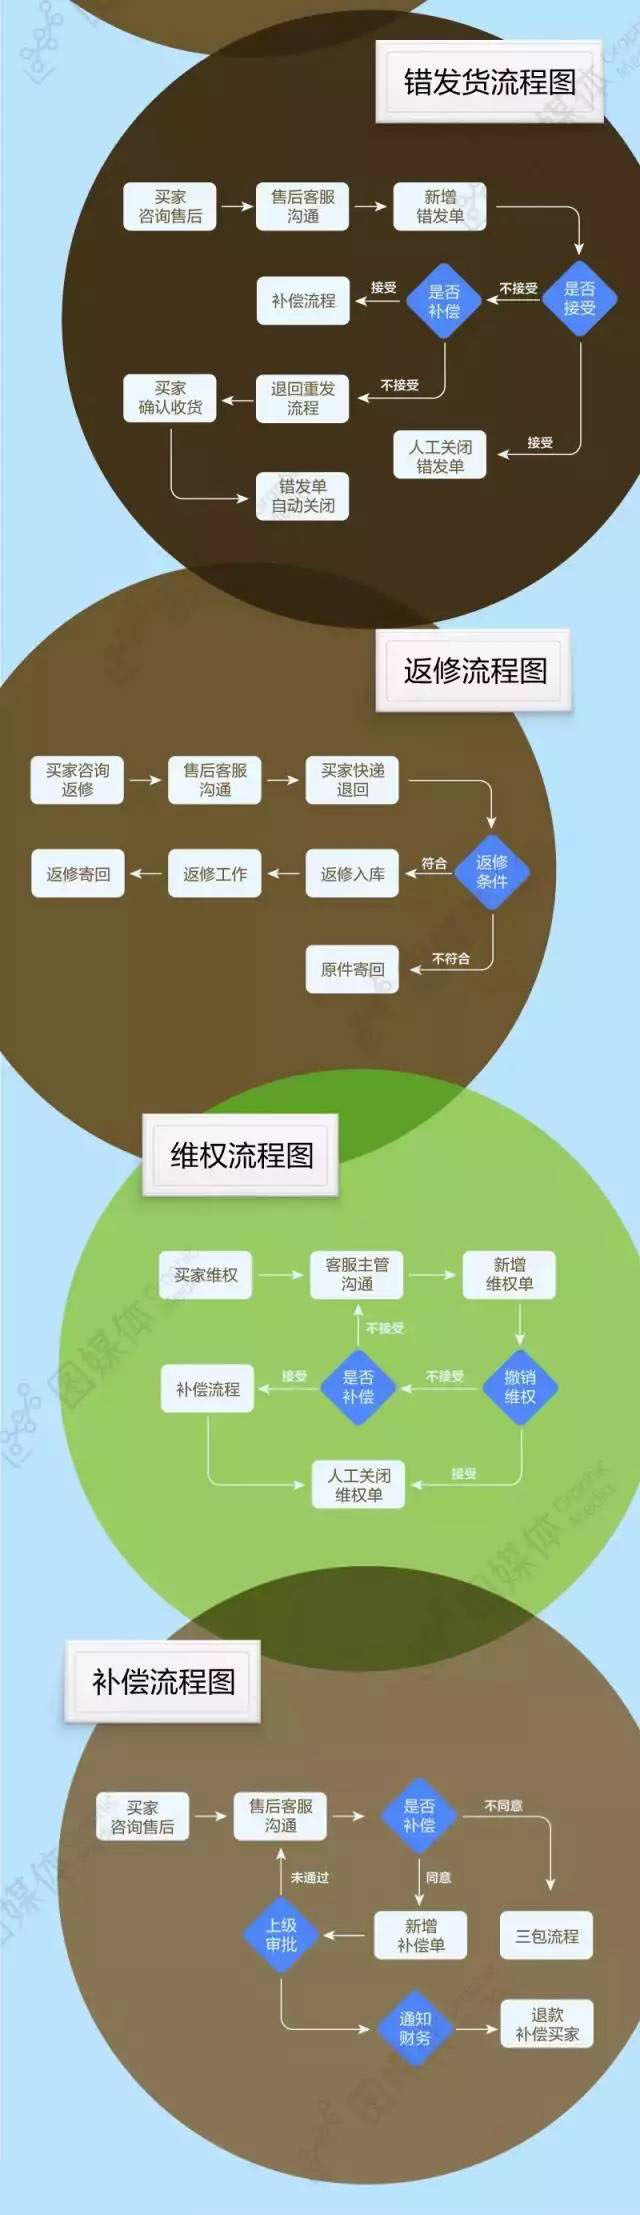 错发货流程图
买家
咨询售后
售后客服
沟通
新增
错发单
补偿流程
接受
是否
补偿
不接受
是否
接受
买家
确认收货
退回重发
流程
不接受
人工关闭
错发单
接受
错发单
自动关闭
返修流程图
买家咨询
返修
售后客服
沟通
买家快递
退回
返修寄回
返修工作
返修入库
符合
返修
条件
原件寄回
不符合
维权流程图
买家维权
客服主管
沟通
新增
维权单
不接受
补偿流程
接受
是否
补偿
不接受
撤销
维权
人工关闭
维权单
接受
补偿流程图
买家
咨询售后
售后客服
沟通
是否
补偿
不同意
未通过
同意
上级
审批
新增
补偿单
三包流程
通知
财务
退款
补偿买家
图媒体
Graphic
Media
图媒体
Graphic
Media